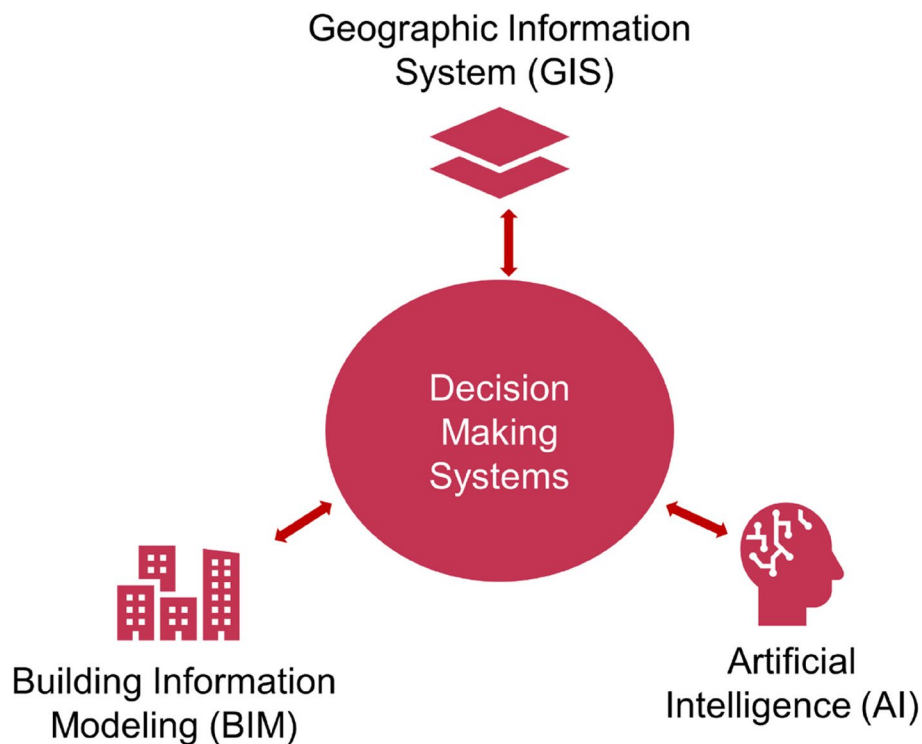 Geographic Information
System (GIS)
Decision
Making
Systems
Building Information
Modeling (BIM)
Artificial
Intelligence (AI)